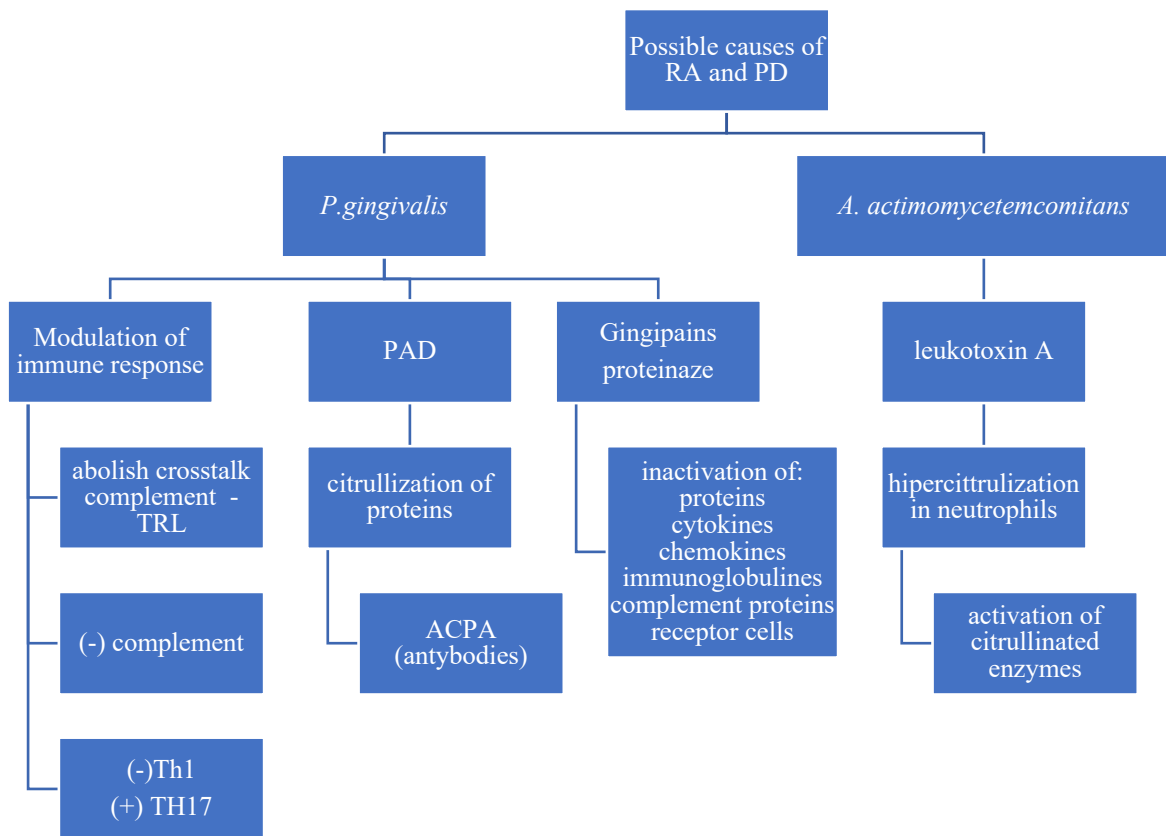 Possible causes of
RA and PD
P.gingivalis
A. actimomycetemcomitans
Modulation of
immune response
PAD
Gingipains
proteinaze
leukotoxin A
abolish crosstalk
complement -
TRL
citrullization of
proteins
inactivation of:
proteins
cytokines
chemokines
immunoglobulines
complement proteins
receptor cells
hipercittrulization
in neutrophils
(-) complement
ACPA
(antybodies)
activation of
citrullinated
enzymes
(-)Th1
(+) TH17